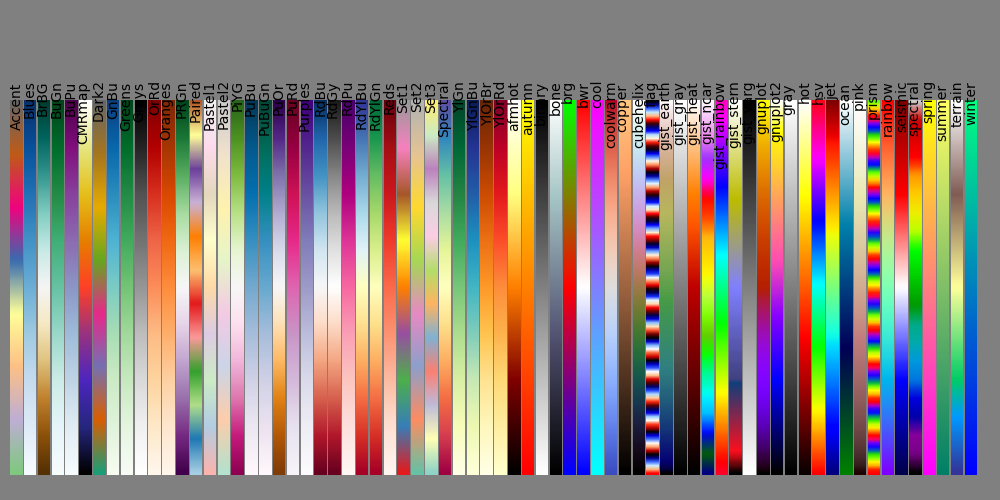 Accent
Blues
BrBG
BuGn
BuPu
CMRmap
Dark2
GnBu
Greens
Greys
OrRd
Oranges
PRGn
Paired
Pastel1
Pastel2
PiYG
PuBu
PuBuGn
PuOr
PuRd
Purples
RdBu
RdGy
RdPu
RdYlBu
RdYlGn
Reds
Set1
Set2
Set3
Spectral
YlGn
YlGnBu
YlOrBr
YlOrRd
afmhot
autumn
binary
bone
brg
bwr
cool
coolwarm
copper
cubehelix
flag
gist_earth
gist_gray
gist_heat
gist_ncar
gist_rainbow
gist_stern
gist_yarg
gnuplot
gnuplot2
gray
hot
hsv
jet
ocean
pink
prism
rainbow
seismic
spectral
spring
summer
terrain
winter